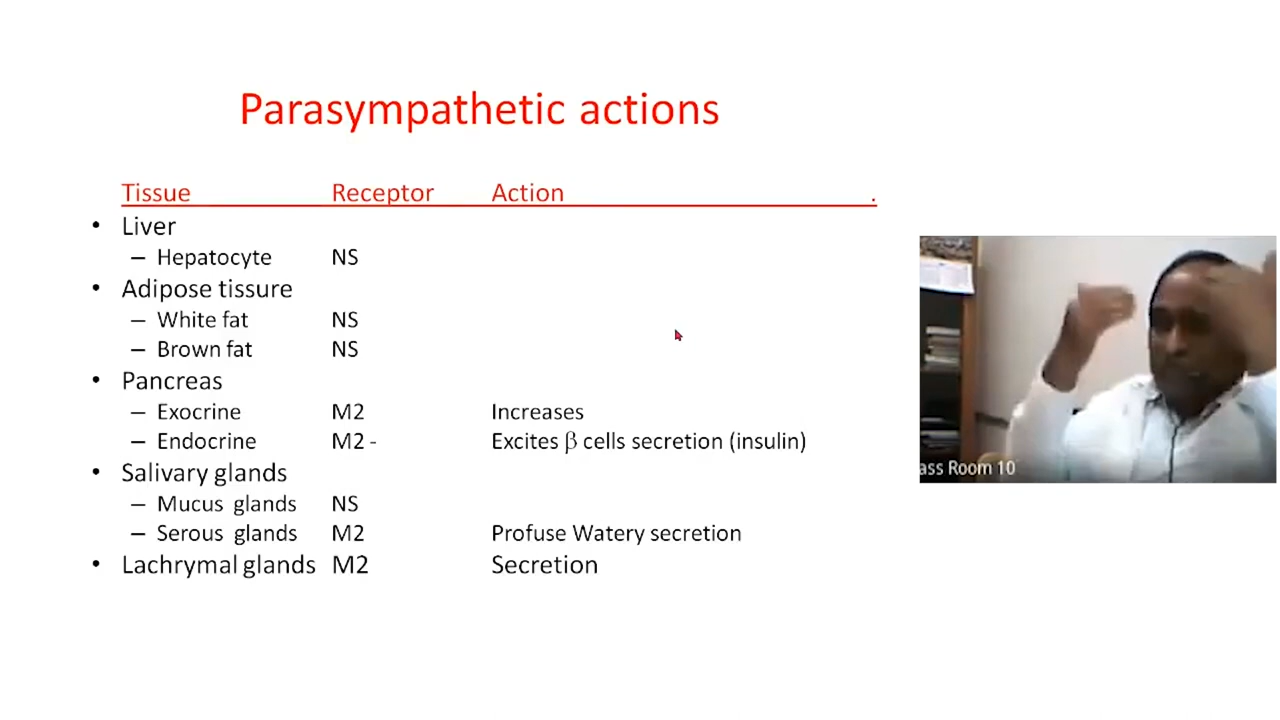 Parasympathetic actions
Tissue Receptor Action .
• Liver
– Hepatocyte NS
• Adipose tissure
– White fat NS
– Brown fat NS
• Pancreas
– Exocrine M2 Increases
– Endocrine M2 - Excites β cells secretion (insulin)
• Salivary glands
– Mucus glands NS
– Serous glands M2 Profuse Watery secretion
• Lachrymal glands M2 Secretion
ass Room 10